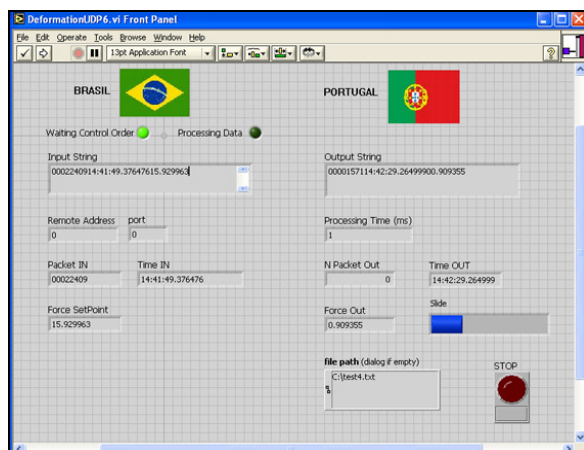 DeformationUDP6.vi Front Panel
File Edit Operate Tools Browse Window Help
13pt Application Font
BRASIL
PORTUGAL
Waiting Control Order Processing Data
Input String
0002240914:41:49.37647615.929963
Output String
0000157114:42:29.26499900.909355
Remote Address port
0 0
Processing Time (ms)
1
Packet IN Time IN
00022409 14:41:49.376476
N Packet Out Time OUT
0 14:42:29.264999
Force SetPoint
15.929963
Force Out Slide
0.909355
file path (dialog if empty)
C:\test4.txt
STOP